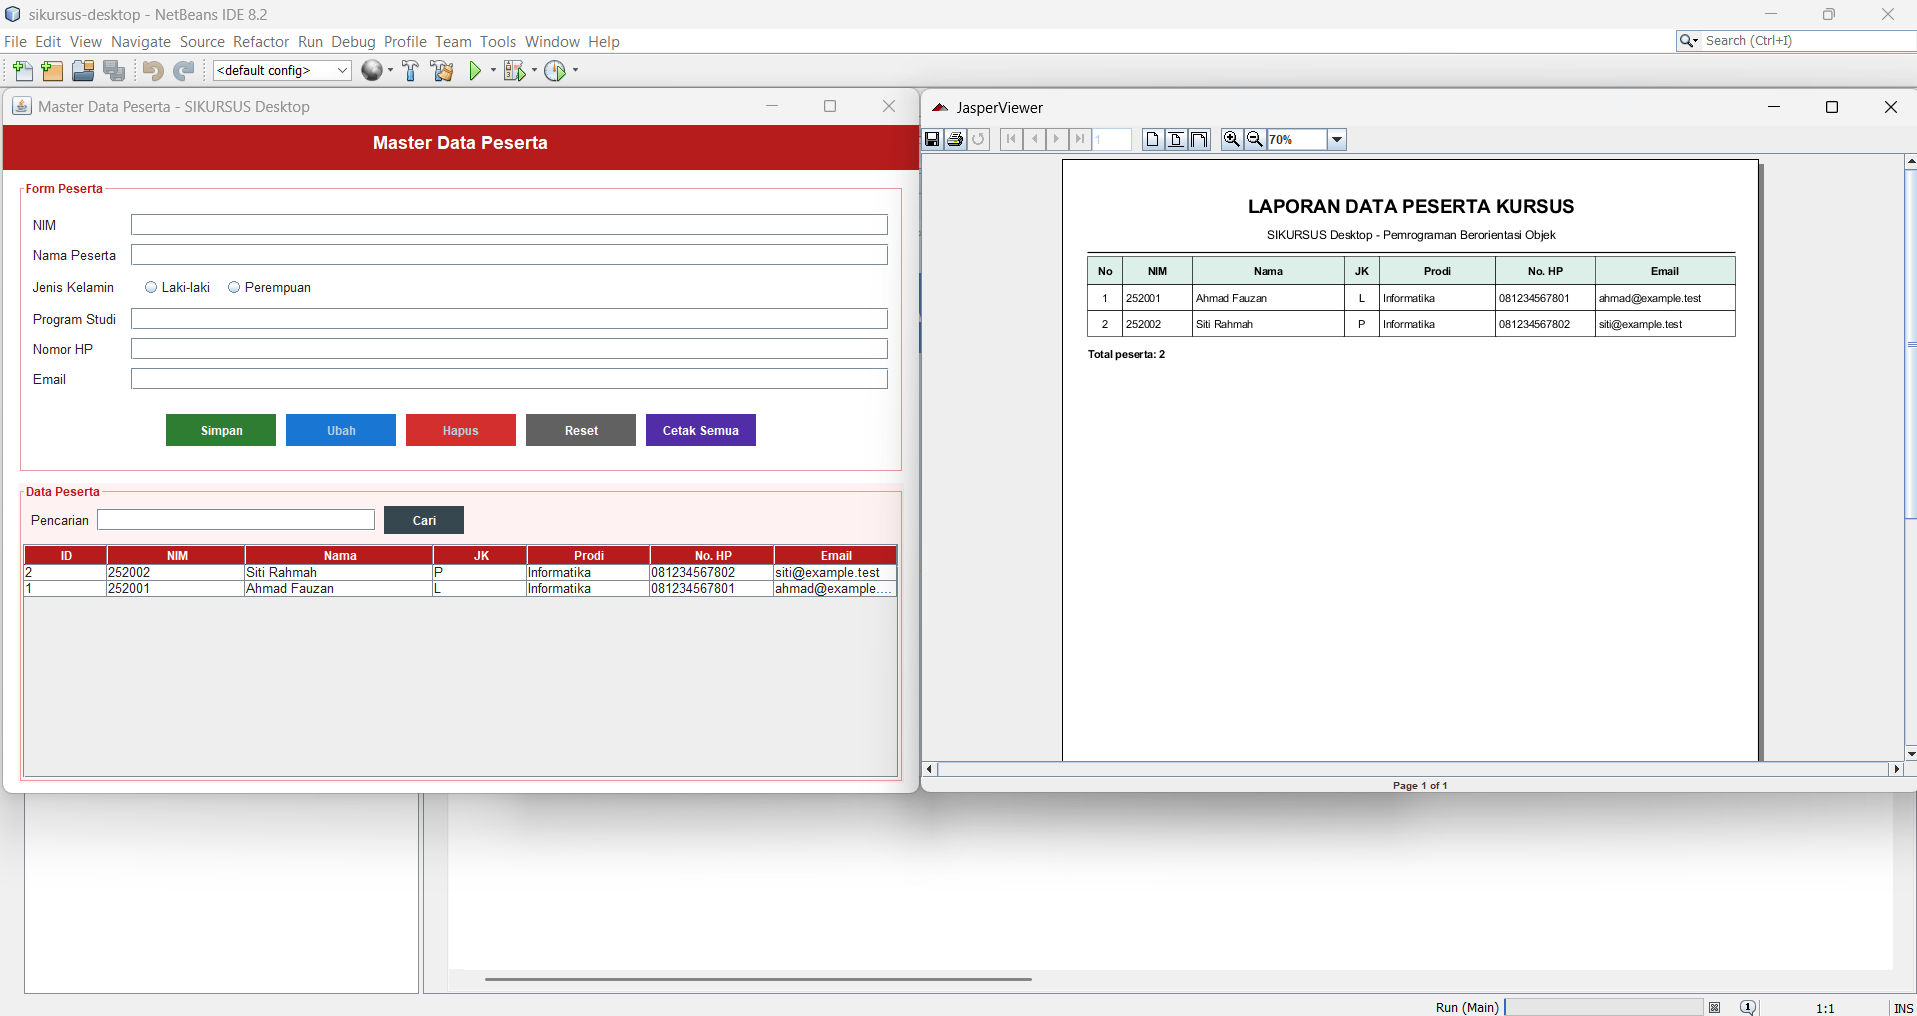 sikursus-desktop - NetBeans IDE 8.2
File Edit View Navigate Source Refactor Run Debug Profile Team Tools Window Help
Search (Ctrl+I)
<default config>
Master Data Peserta - SIKURSUS Desktop
Master Data Peserta
Form Peserta
NIM
Nama Peserta
Jenis Kelamin Laki-laki Perempuan
Program Studi
Nomor HP
Email
Simpan Ubah Hapus Reset Cetak Semua
Data Peserta
Pencarian Cari
ID NIM Nama JK Prodi No. HP Email
2 252002 Siti Rahmah P Informatika 081234567802 siti@example.test
1 252001 Ahmad Fauzan L Informatika 081234567801 ahmad@example....
JasperViewer
1
70%
LAPORAN DATA PESERTA KURSUS
SIKURSUS Desktop - Pemrograman Berorientasi Objek
No NIM Nama JK Prodi No. HP Email
1 252001 Ahmad Fauzan L Informatika 081234567801 ahmad@example.test
2 252002 Siti Rahmah P Informatika 081234567802 siti@example.test
Total peserta: 2
Page 1 of 1
Run (Main) 1 1:1 INS